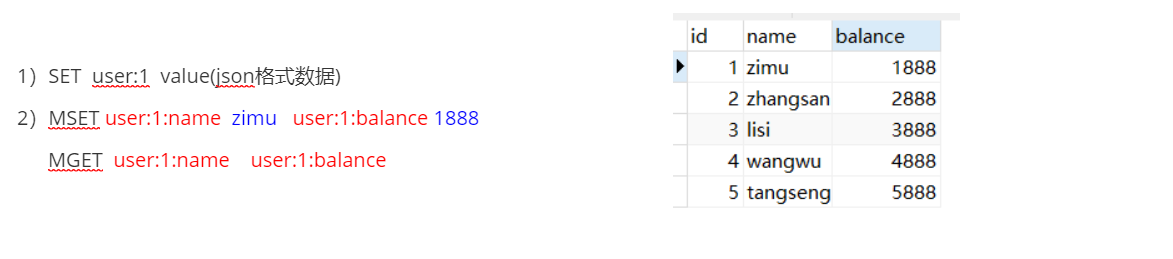 1）SET user:1 value(json格式数据)
2）MSET user:1:name zimu user:1:balance 1888
MGET user:1:name user:1:balance
id name balance
1 zimu 1888
2 zhangsan 2888
3 lisi 3888
4 wangwu 4888
5 tangseng 5888